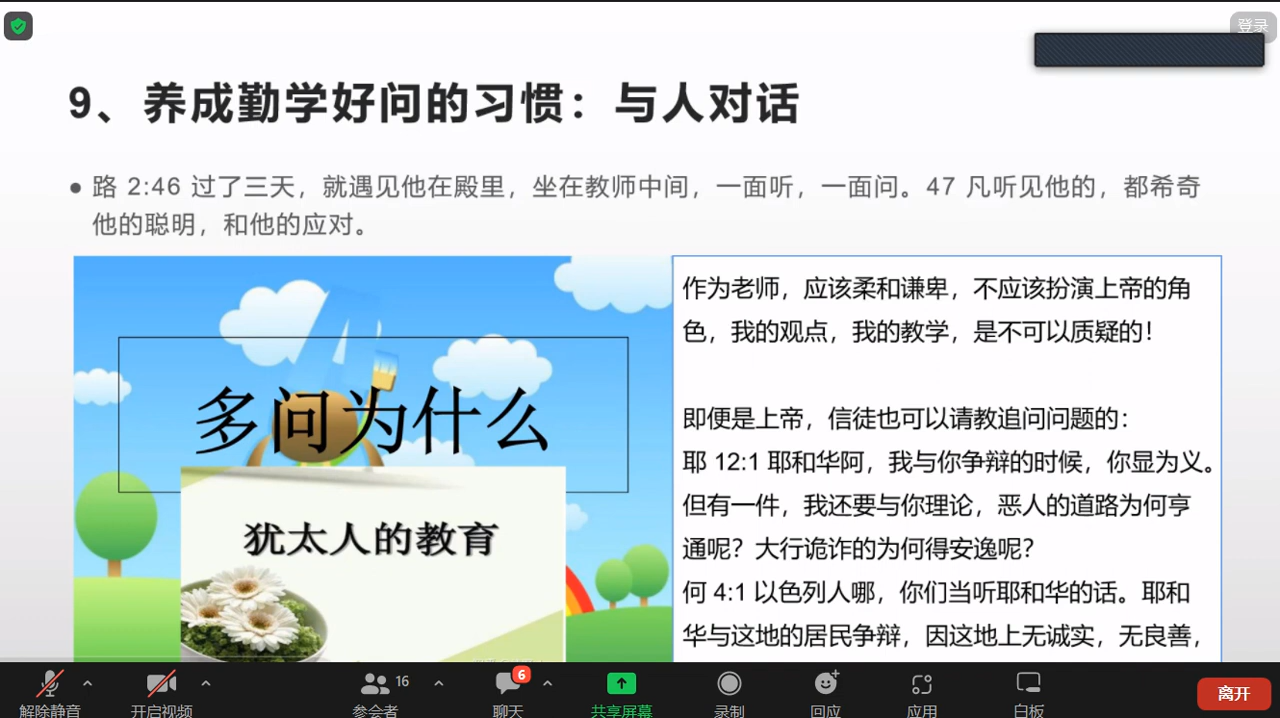 登录
9、养成勤学好问的习惯：与人对话
● 路 2:46 过了三天，就遇见他在殿里，坐在教师中间，一面听，一面问。47 凡听见他的，都希奇
他的聪明，和他的应对。
多问为什么
犹太人的教育
作为老师，应该柔和谦卑，不应该扮演上帝的角
色，我的观点，我的教学，是不可以质疑的！
即便是上帝，信徒也可以请教追问问题的：
耶 12:1 耶和华阿，我与你争辩的时候，你显为义。
但有一件，我还要与你理论，恶人的道路为何亨
通呢？大行诡诈的为何得安逸呢？
何 4:1 以色列人哪，你们当听耶和华的话。耶和
华与这地的居民争辩，因这地上无诚实，无良善，
解除静音
开启视频
16
参会者
6
聊天
共享屏幕
录制
回应
应用
白板
离开